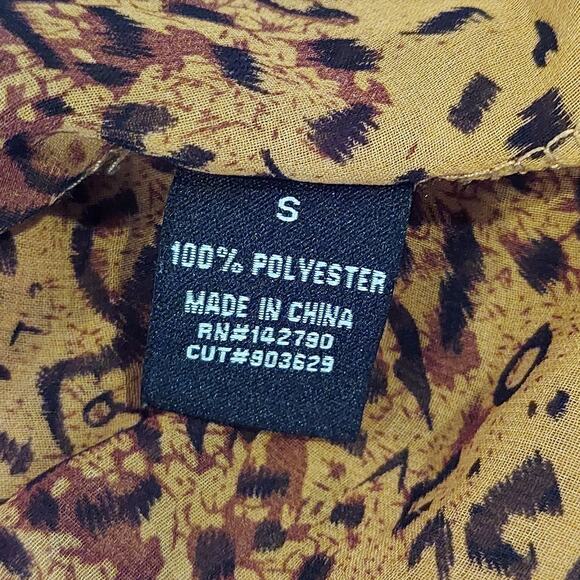 S
100% POLYESTER
MADE IN CHINA
RN#142790
CUT#903629